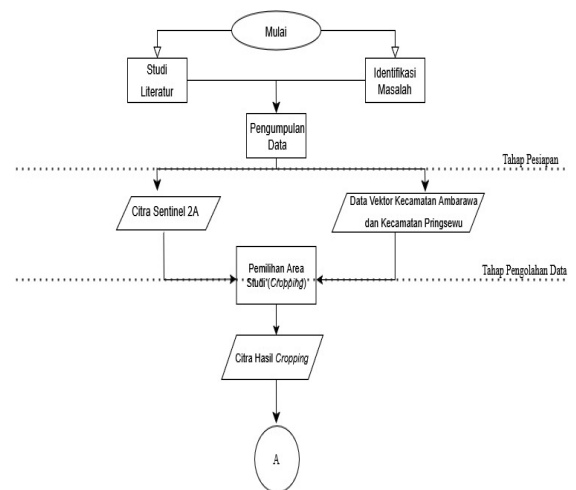 Mulai
Studi
Literatur
Identifikasi
Masalah
Pengumpulan
Data
Tahap Pesiapan
Citra Sentinel 2A
Data Vektor Kecamatan Ambarawa
dan Kecamatan Pringsewu
Pemilihan Area
Studi (Cropping)
Tahap Pengolahan Data
Citra Hasil Cropping
A